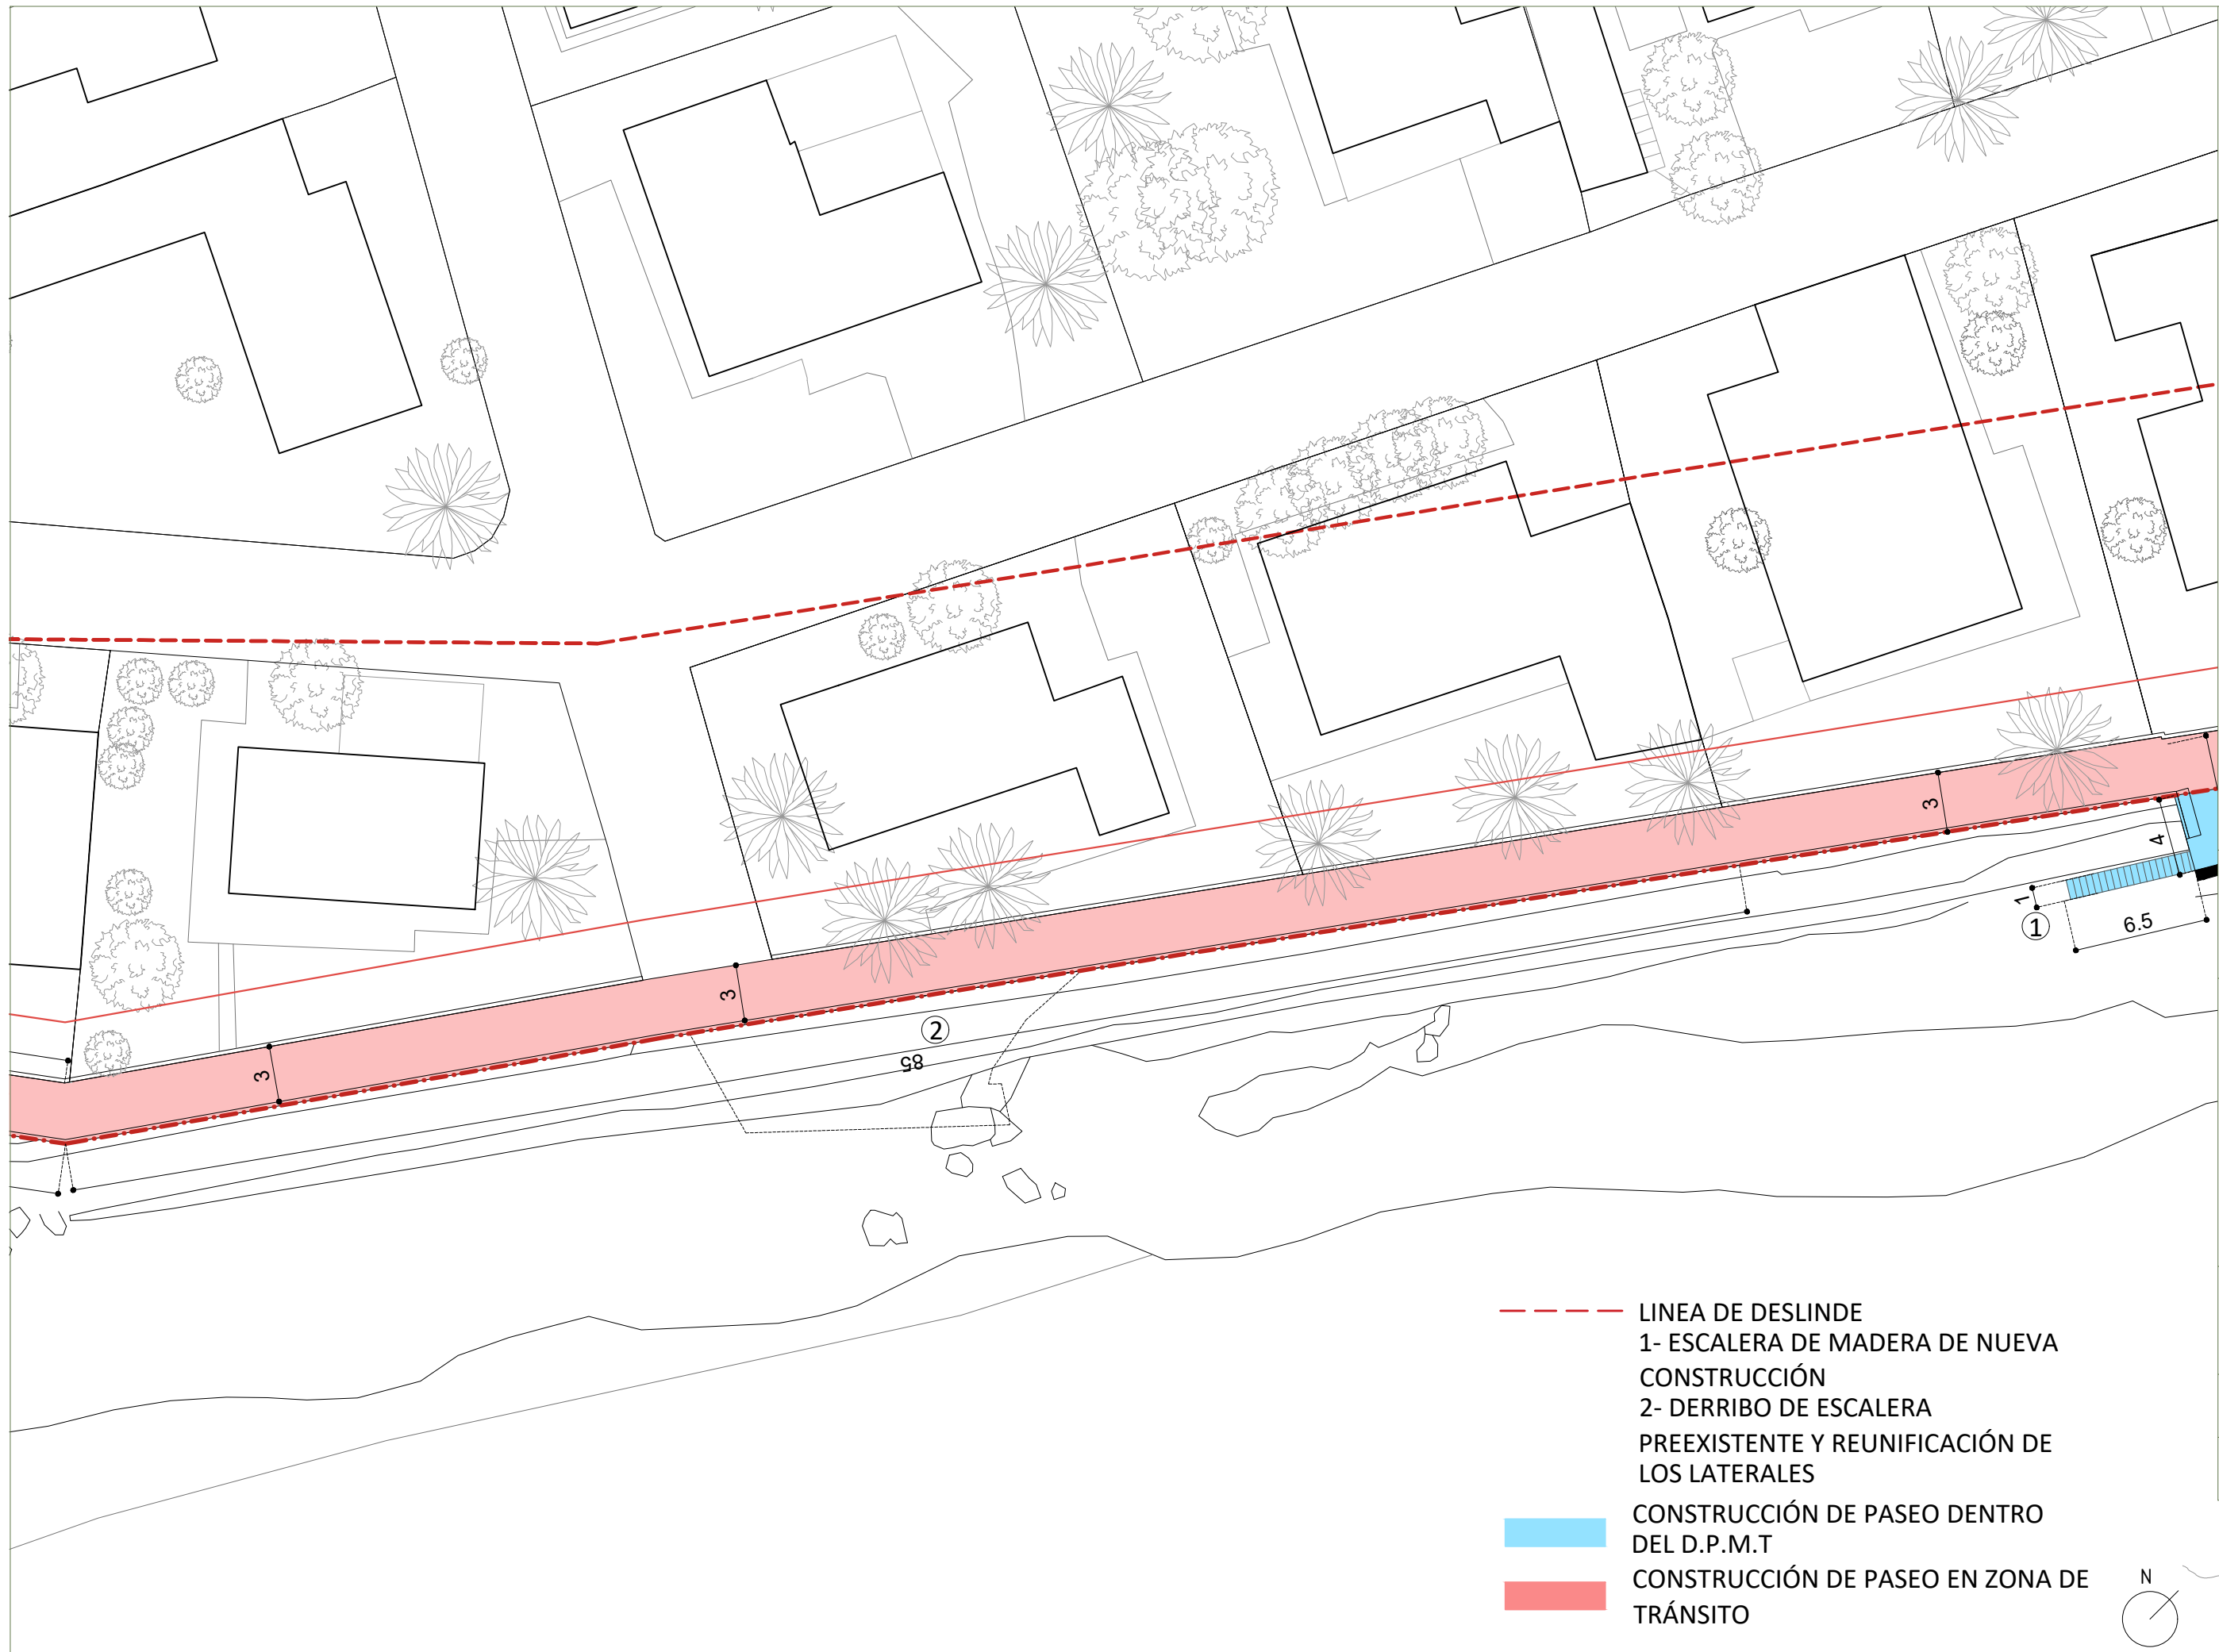 3
4
1
1
6.5
3
2
85
3
LINEA DE DESLINDE
1- ESCALERA DE MADERA DE NUEVA
CONSTRUCCIÓN
2- DERRIBO DE ESCALERA
PREEXISTENTE Y REUNIFICACIÓN DE
LOS LATERALES
CONSTRUCCIÓN DE PASEO DENTRO
DEL D.P.M.T
CONSTRUCCIÓN DE PASEO EN ZONA DE
TRÁNSITO
N